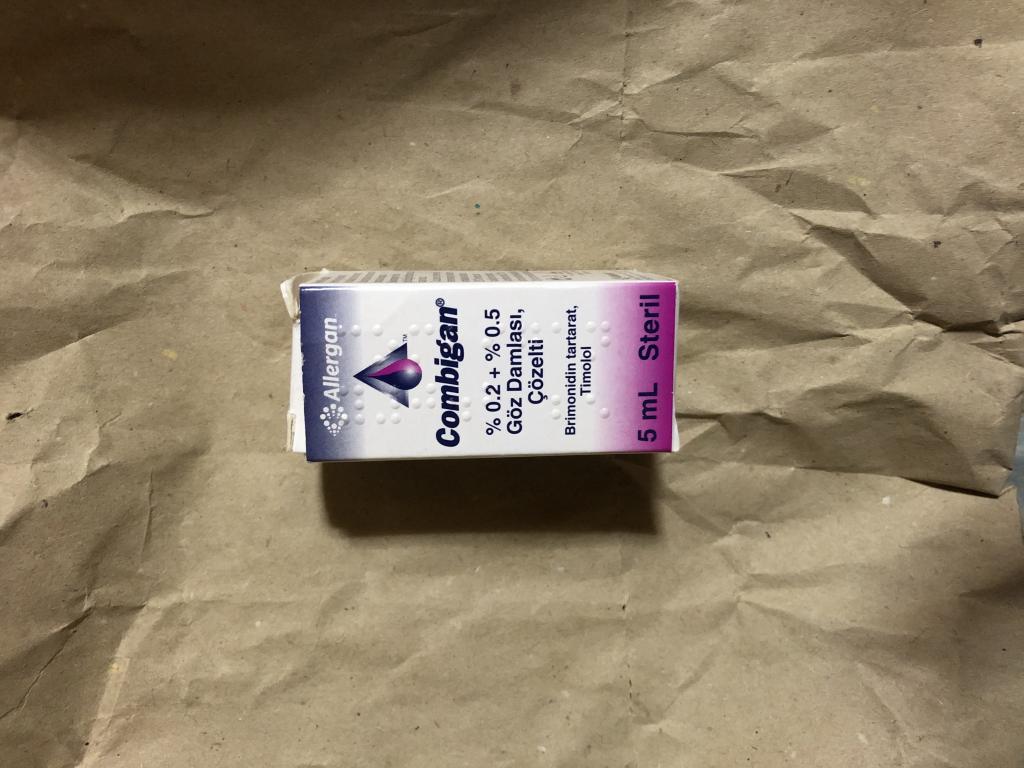 Allergan
Combigan®
% 0.2 + % 0.5
Göz Damlası,
Çözelti
Brimonidin tartarat,
Timolol
5 mL Steril